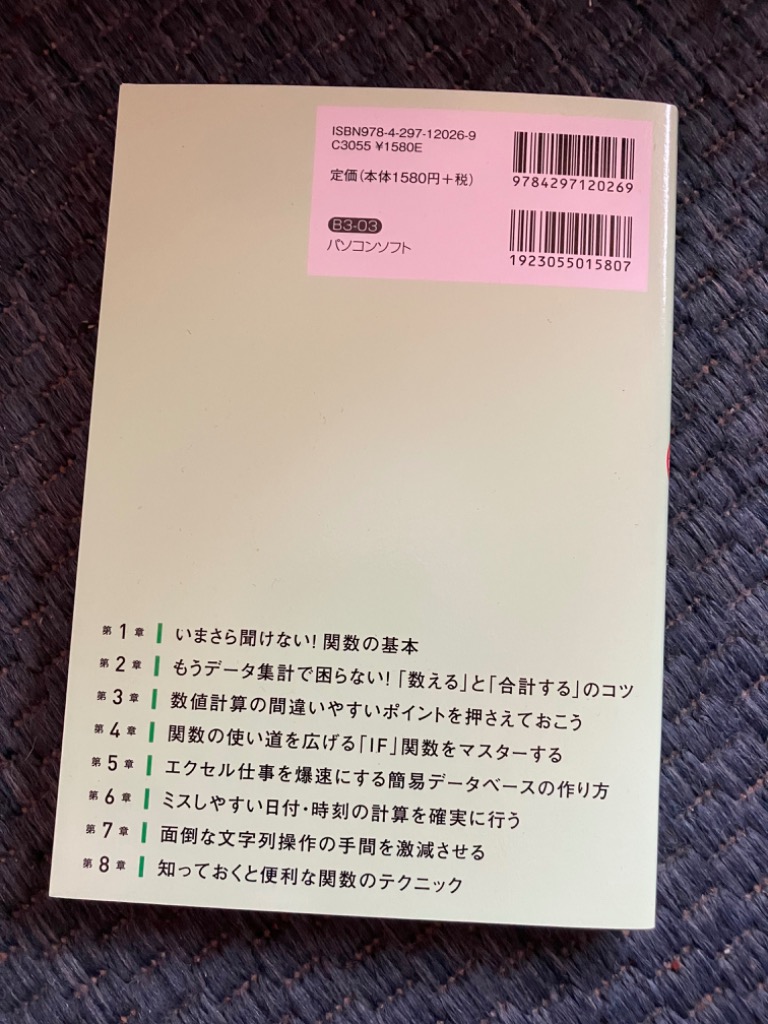 ISBN978-4-297-12026-9
C3055 ¥1580E
定価(本体1580円+税)
9784297120269
B3-03
パソコンソフト
1923055015807
第1章 いまさら聞けない!関数の基本
第2章 もうデータ集計で困らない!「数える」と「合計する」のコツ
第3章 数値計算の間違いやすいポイントを押さえておこう
第4章 関数の使い道を広げる「IF」関数をマスターする
第5章 エクセル仕事を爆速にする簡易データベースの作り方
第6章 ミスしやすい日付・時刻の計算を確実に行う
第7章 面倒な文字列操作の手間を激減させる
第8章 知っておくと便利な関数のテクニック